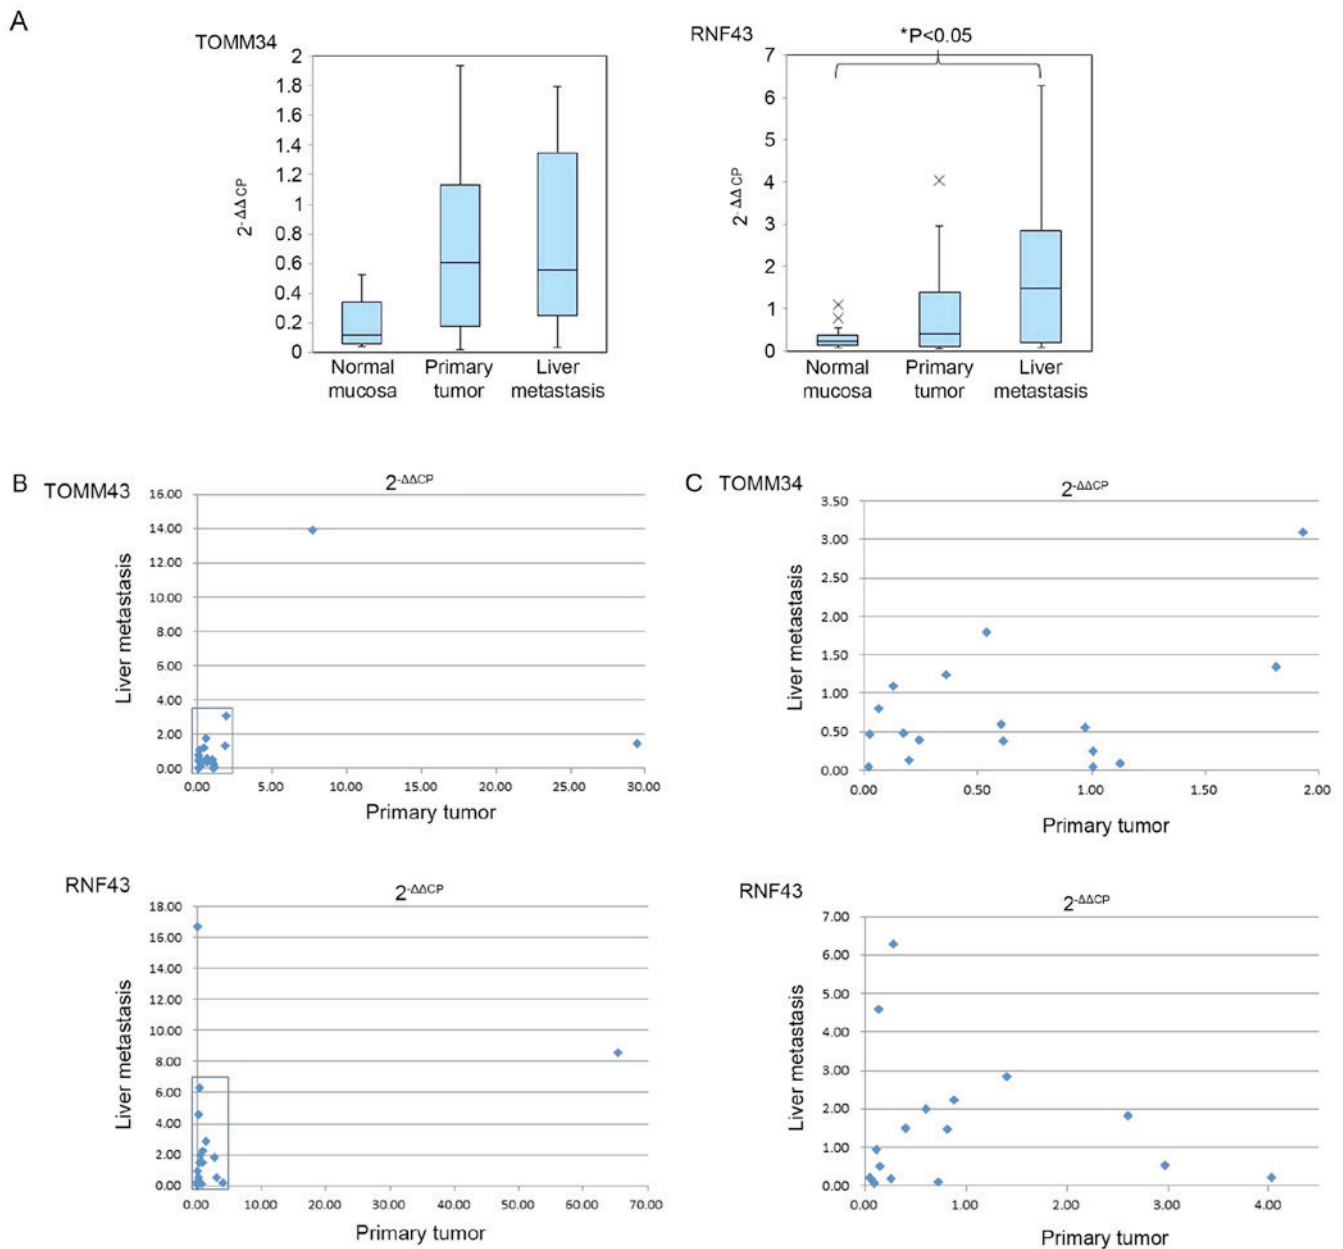 A
TOMM34
2
1.8
1.6
1.4
1.2
1
0.8
0.6
0.4
0.2
0
2-ΔΔCP
Normal mucosa
Primary tumor
Liver metastasis
RNF43
*P<0.05
7
6
5
4
3
2
1
0
2-ΔΔCP
Normal mucosa
Primary tumor
Liver metastasis
B
TOMM43
2-ΔΔCP
16.00
14.00
12.00
10.00
8.00
6.00
4.00
2.00
0.00
Liver metastasis
0.00 5.00 10.00 15.00 20.00 25.00 30.00
Primary tumor
RNF43
2-ΔΔCP
18.00
16.00
14.00
12.00
10.00
8.00
6.00
4.00
2.00
0.00
Liver metastasis
0.00 10.00 20.00 30.00 40.00 50.00 60.00 70.00
Primary tumor
C
TOMM34
2-ΔΔCP
3.50
3.00
2.50
2.00
1.50
1.00
0.50
0.00
Liver metastasis
0.00 0.50 1.00 1.50 2.00
Primary tumor
RNF43
2-ΔΔCP
7.00
6.00
5.00
4.00
3.00
2.00
1.00
0.00
Liver metastasis
0.00 1.00 2.00 3.00 4.00
Primary tumor